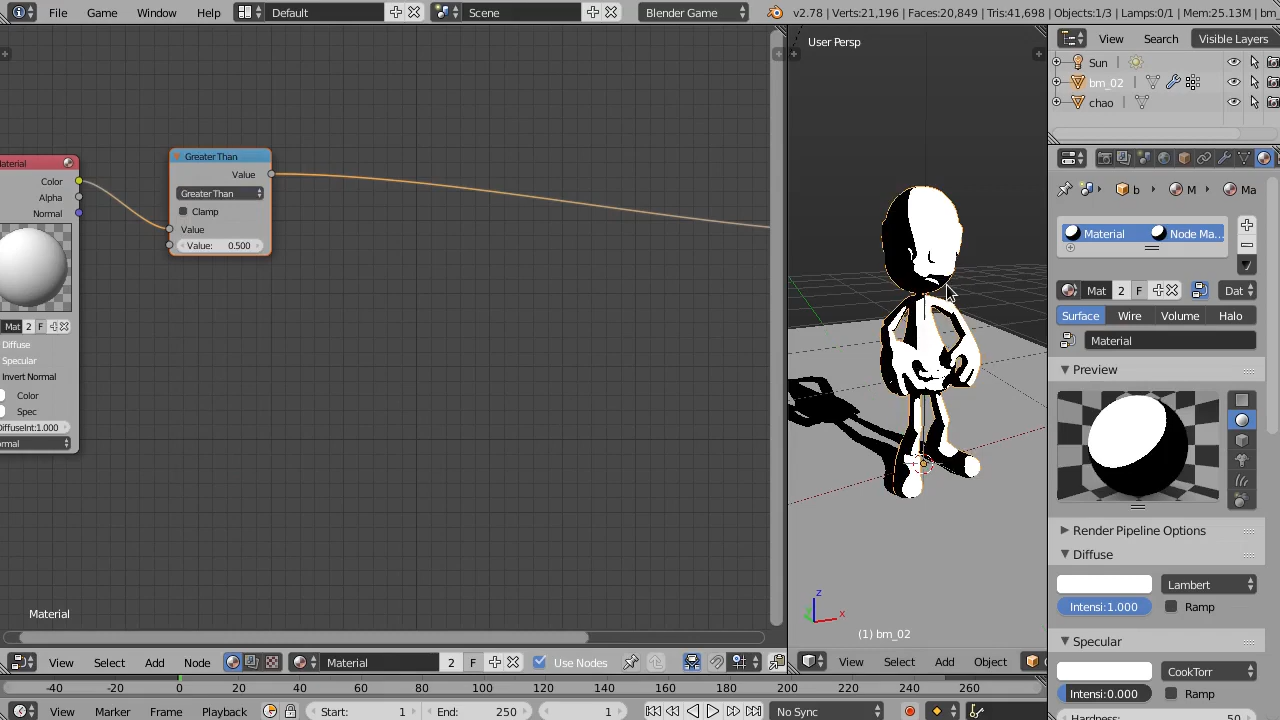 File Game Window Help Default Scene Blender Game v2.78 | Verts:21,196 | Faces:20,849 | Tris:41,698 | Objects:1/3 | Lamps:0/1 | Mem:25.13M | bm
User Persp
View Search Visible Layers
Sun
bm_02
chao
Greater Than
Value
Greater Than
Clamp
Value
Value: 0.500
aterial
Color
Alpha
Normal
Mat 2 F
Diffuse
Specular
Invert Normal
Color
Spec
DiffuseInt:1.000
ormal
b M Ma
Material Node Ma...
Mat 2 F Dat
Surface Wire Volume Halo
Material
Preview
Render Pipeline Options
Diffuse
Lambert
Intensi:1.000 Ramp
Specular
CookTorr
Intensi:0.000 Ramp
Hardness: 50
Material
z
x
y
(1) bm_02
View Select Add Node Material 2 F Use Nodes
View Select Add Object
-40 -20 0 20 40 60 80 100 120 140 160 180 200 220 240 260
View Marker Frame Playback Start: 1 End: 250 1 No Sync